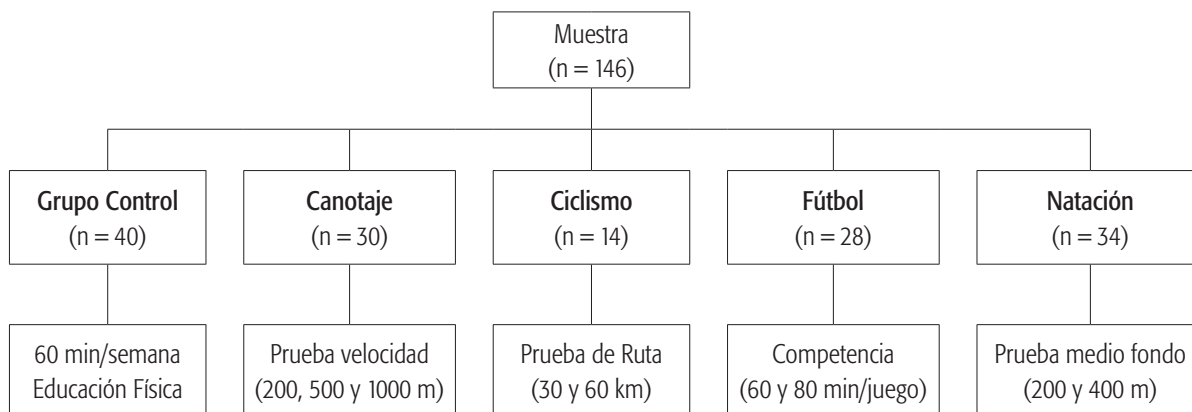 Muestra
(n = 146)
Grupo Control
(n = 40)
Canotaje
(n = 30)
Ciclismo
(n = 14)
Fútbol
(n = 28)
Natación
(n = 34)
60 min/semana
Educación Física
Prueba velocidad
(200, 500 y 1000 m)
Prueba de Ruta
(30 y 60 km)
Competencia
(60 y 80 min/juego)
Prueba medio fondo
(200 y 400 m)